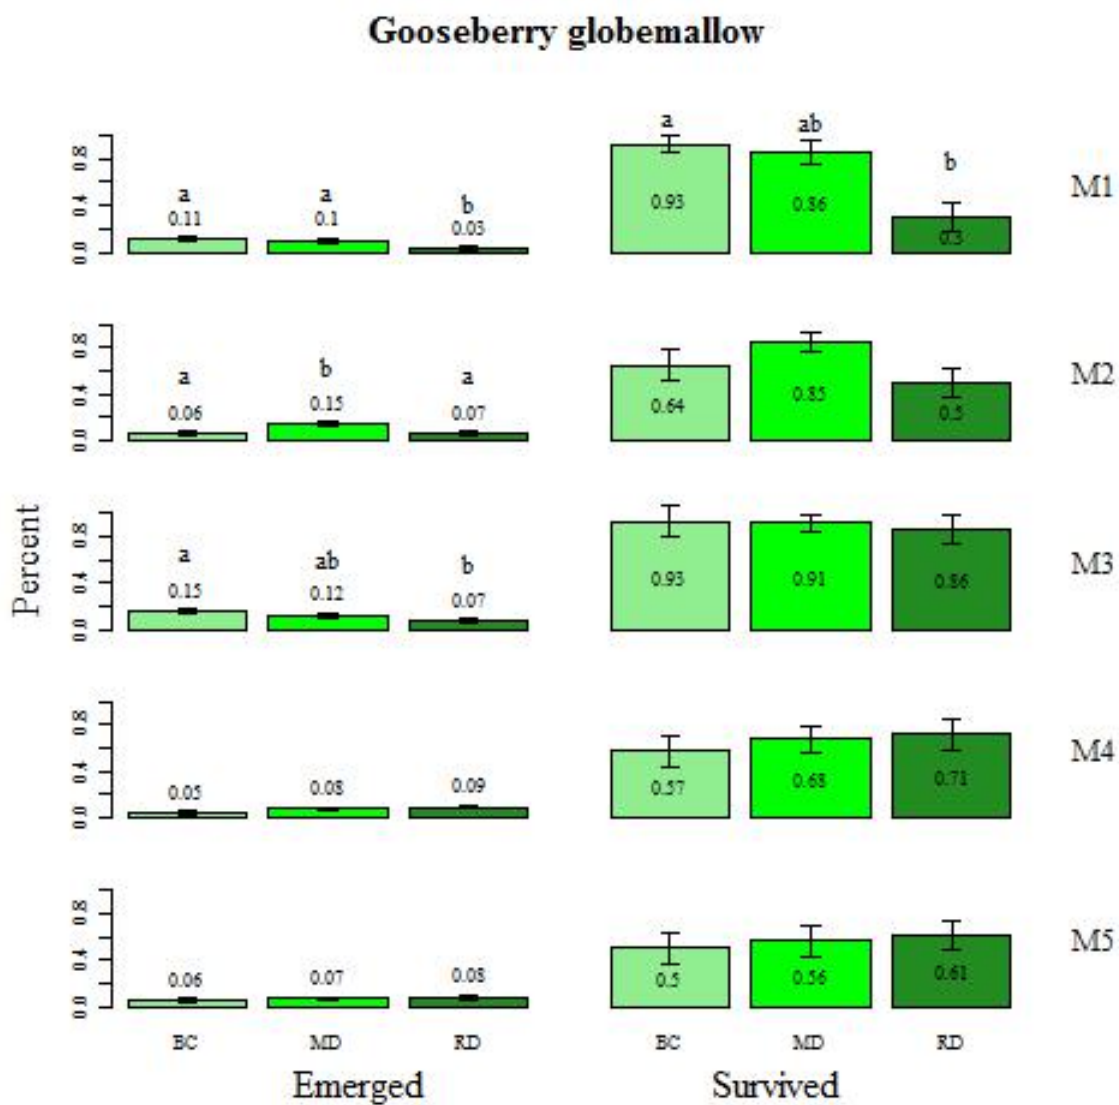 Gooseberry globemallow
a ab
a a b b M1
0.11 0.1 0.03 0.93 0.86 0.3
0.0 0.4 0.8
b M2
a a
0.06 0.15 0.07 0.64 0.85 0.5
0.0 0.4 0.8
Percent
a ab b M3
0.15 0.12 0.07 0.93 0.91 0.86
0.0 0.4 0.8
M4
0.05 0.08 0.09 0.57 0.68 0.71
0.0 0.4 0.8
M5
0.06 0.07 0.08 0.5 0.56 0.61
0.0 0.4 0.8
BC MD RD BC MD RD
Emerged Survived